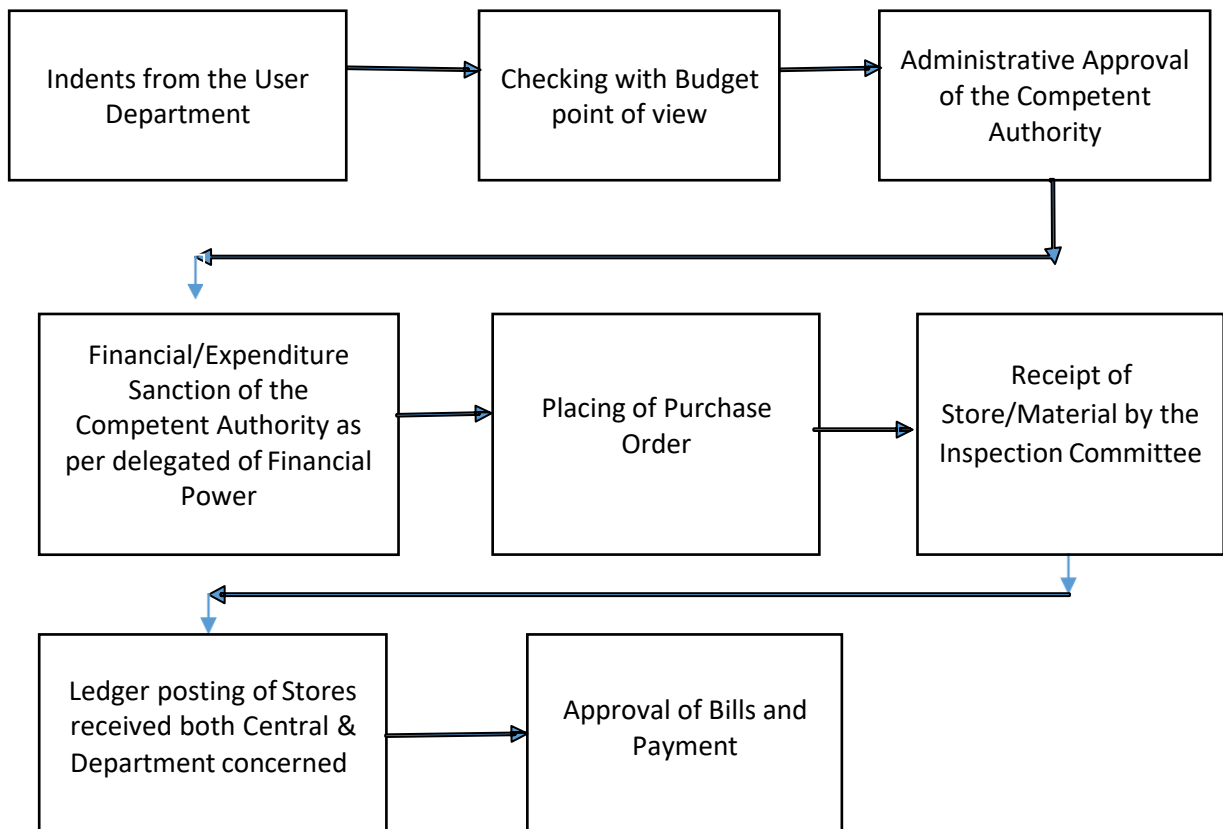 Indents from the User
Department
Checking with Budget
point of view
Administrative Approval
of the Competent
Authority
Financial/Expenditure
Sanction of the
Competent Authority as
per delegated of Financial
Power
Placing of Purchase
Order
Receipt of
Store/Material by the
Inspection Committee
Ledger posting of Stores
received both Central &
Department concerned
Approval of Bills and
Payment